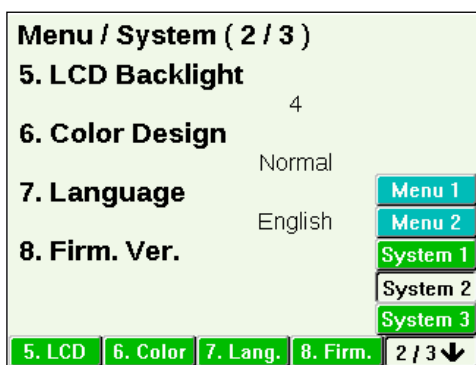 Menu / System ( 2 / 3 )
5. LCD Backlight
4
6. Color Design
Normal
7. Language
English
8. Firm. Ver.
Menu 1
Menu 2
System 1
System 2
System 3
5. LCD 6. Color 7. Lang. 8. Firm. 2 / 3 ↓